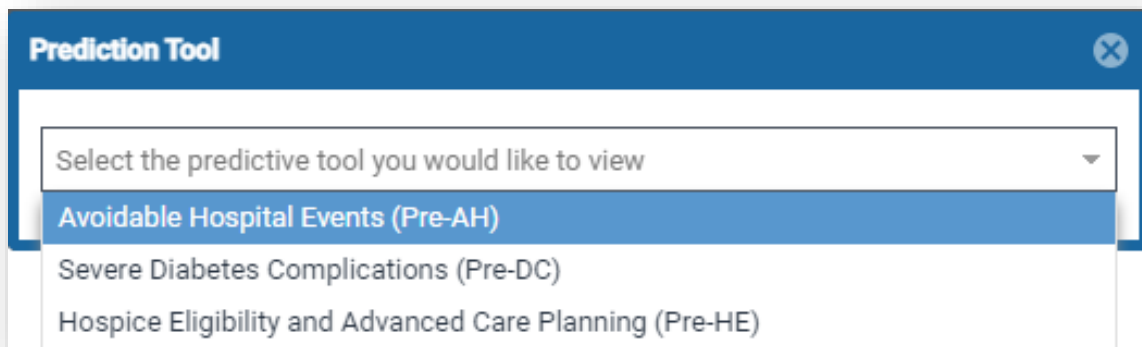 Prediction Tool
Select the predictive tool you would like to view
Avoidable Hospital Events (Pre-AH)
Severe Diabetes Complications (Pre-DC)
Hospice Eligibility and Advanced Care Planning (Pre-HE)